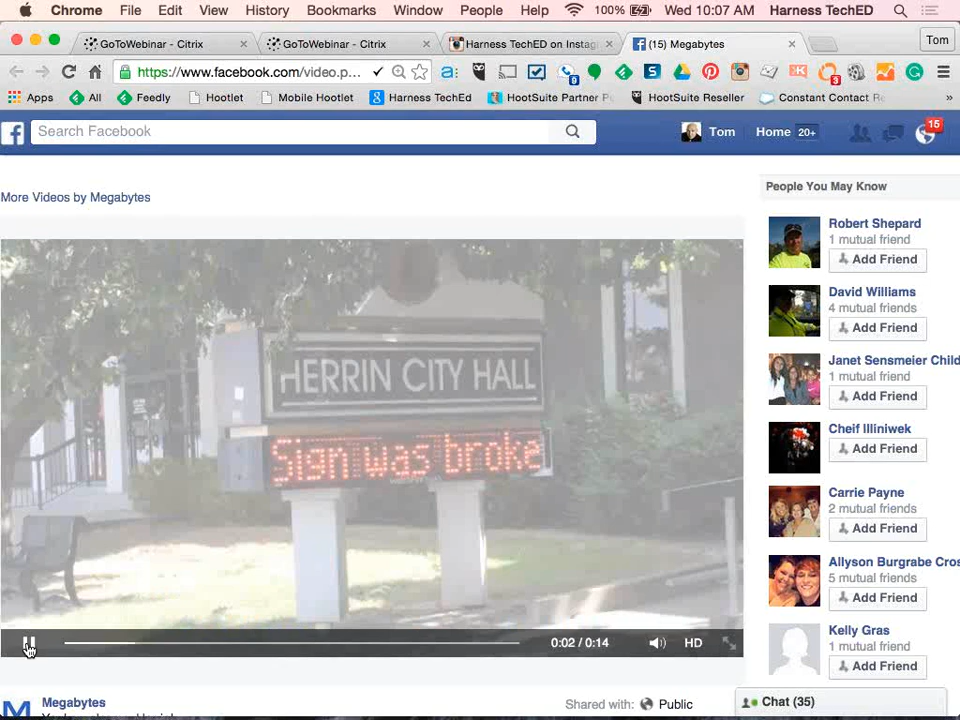 Chrome File Edit View History Bookmarks Window People Help 100% Wed 10:07 AM Harness TechED
GoToWebinar - Citrix GoToWebinar - Citrix Harness TechED on Instag (15) Megabytes Tom
https://www.facebook.com/video.p...
Apps All Feedly Hootlet Mobile Hootlet Harness TechEd HootSuite Partner P HootSuite Reseller Constant Contact Re »
Search Facebook Tom Home 20+ 15
More Videos by Megabytes
People You May Know
Robert Shepard
1 mutual friend
Add Friend
David Williams
4 mutual friends
Add Friend
Janet Sensmeier Child
1 mutual friend
Add Friend
Cheif Illiniwek
Add Friend
Carrie Payne
2 mutual friends
Add Friend
Allyson Burgrabe Cros
5 mutual friends
Add Friend
Kelly Gras
1 mutual friend
Add Friend
HERRIN CITY HALL
Sign was broke
0:02 / 0:14 HD
Megabytes
Shared with: Public
Chat (35)